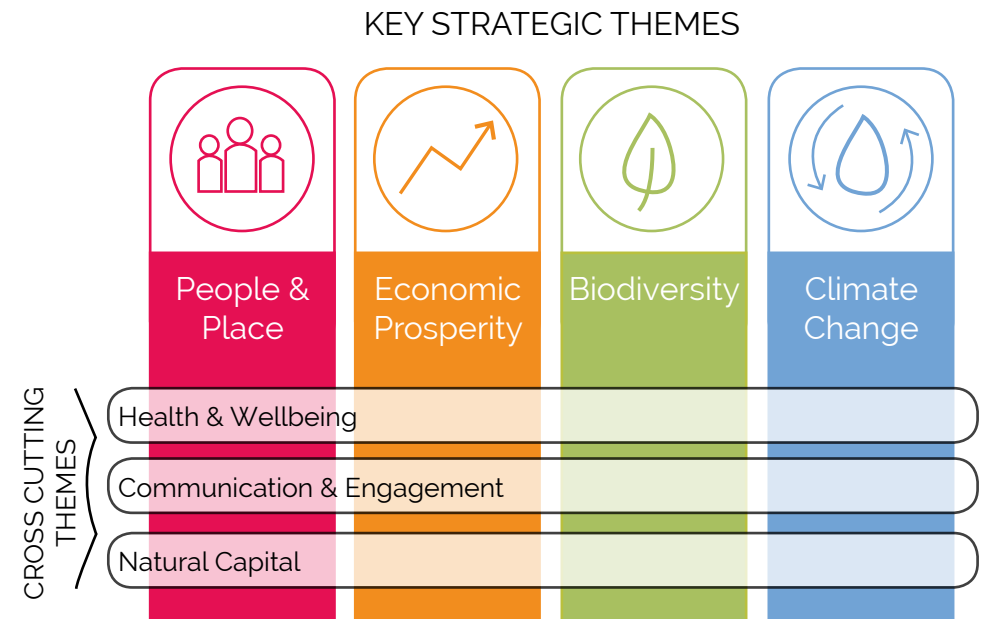 KEY STRATEGIC THEMES
People &
Place
Economic
Prosperity
Biodiversity
Climate
Change
CROSS CUTTING
THEMES
Health & Wellbeing
Communication & Engagement
Natural Capital